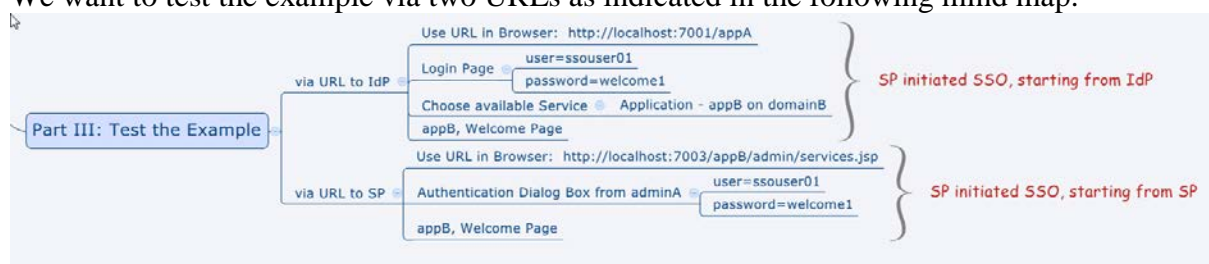 We want to test the example via two URLs as indicated in the following mind map:
Part III: Test the Example
via URL to IdP
Use URL in Browser: http://localhost:7001/appA
Login Page
user=ssouser01
password=welcome1
Choose available Service
Application - appB on domainB
appB, Welcome Page
SP initiated SSO, starting from IdP
via URL to SP
Use URL in Browser: http://localhost:7003/appB/admin/services.jsp
Authentication Dialog Box from adminA
user=ssouser01
password=welcome1
appB, Welcome Page
SP initiated SSO, starting from SP